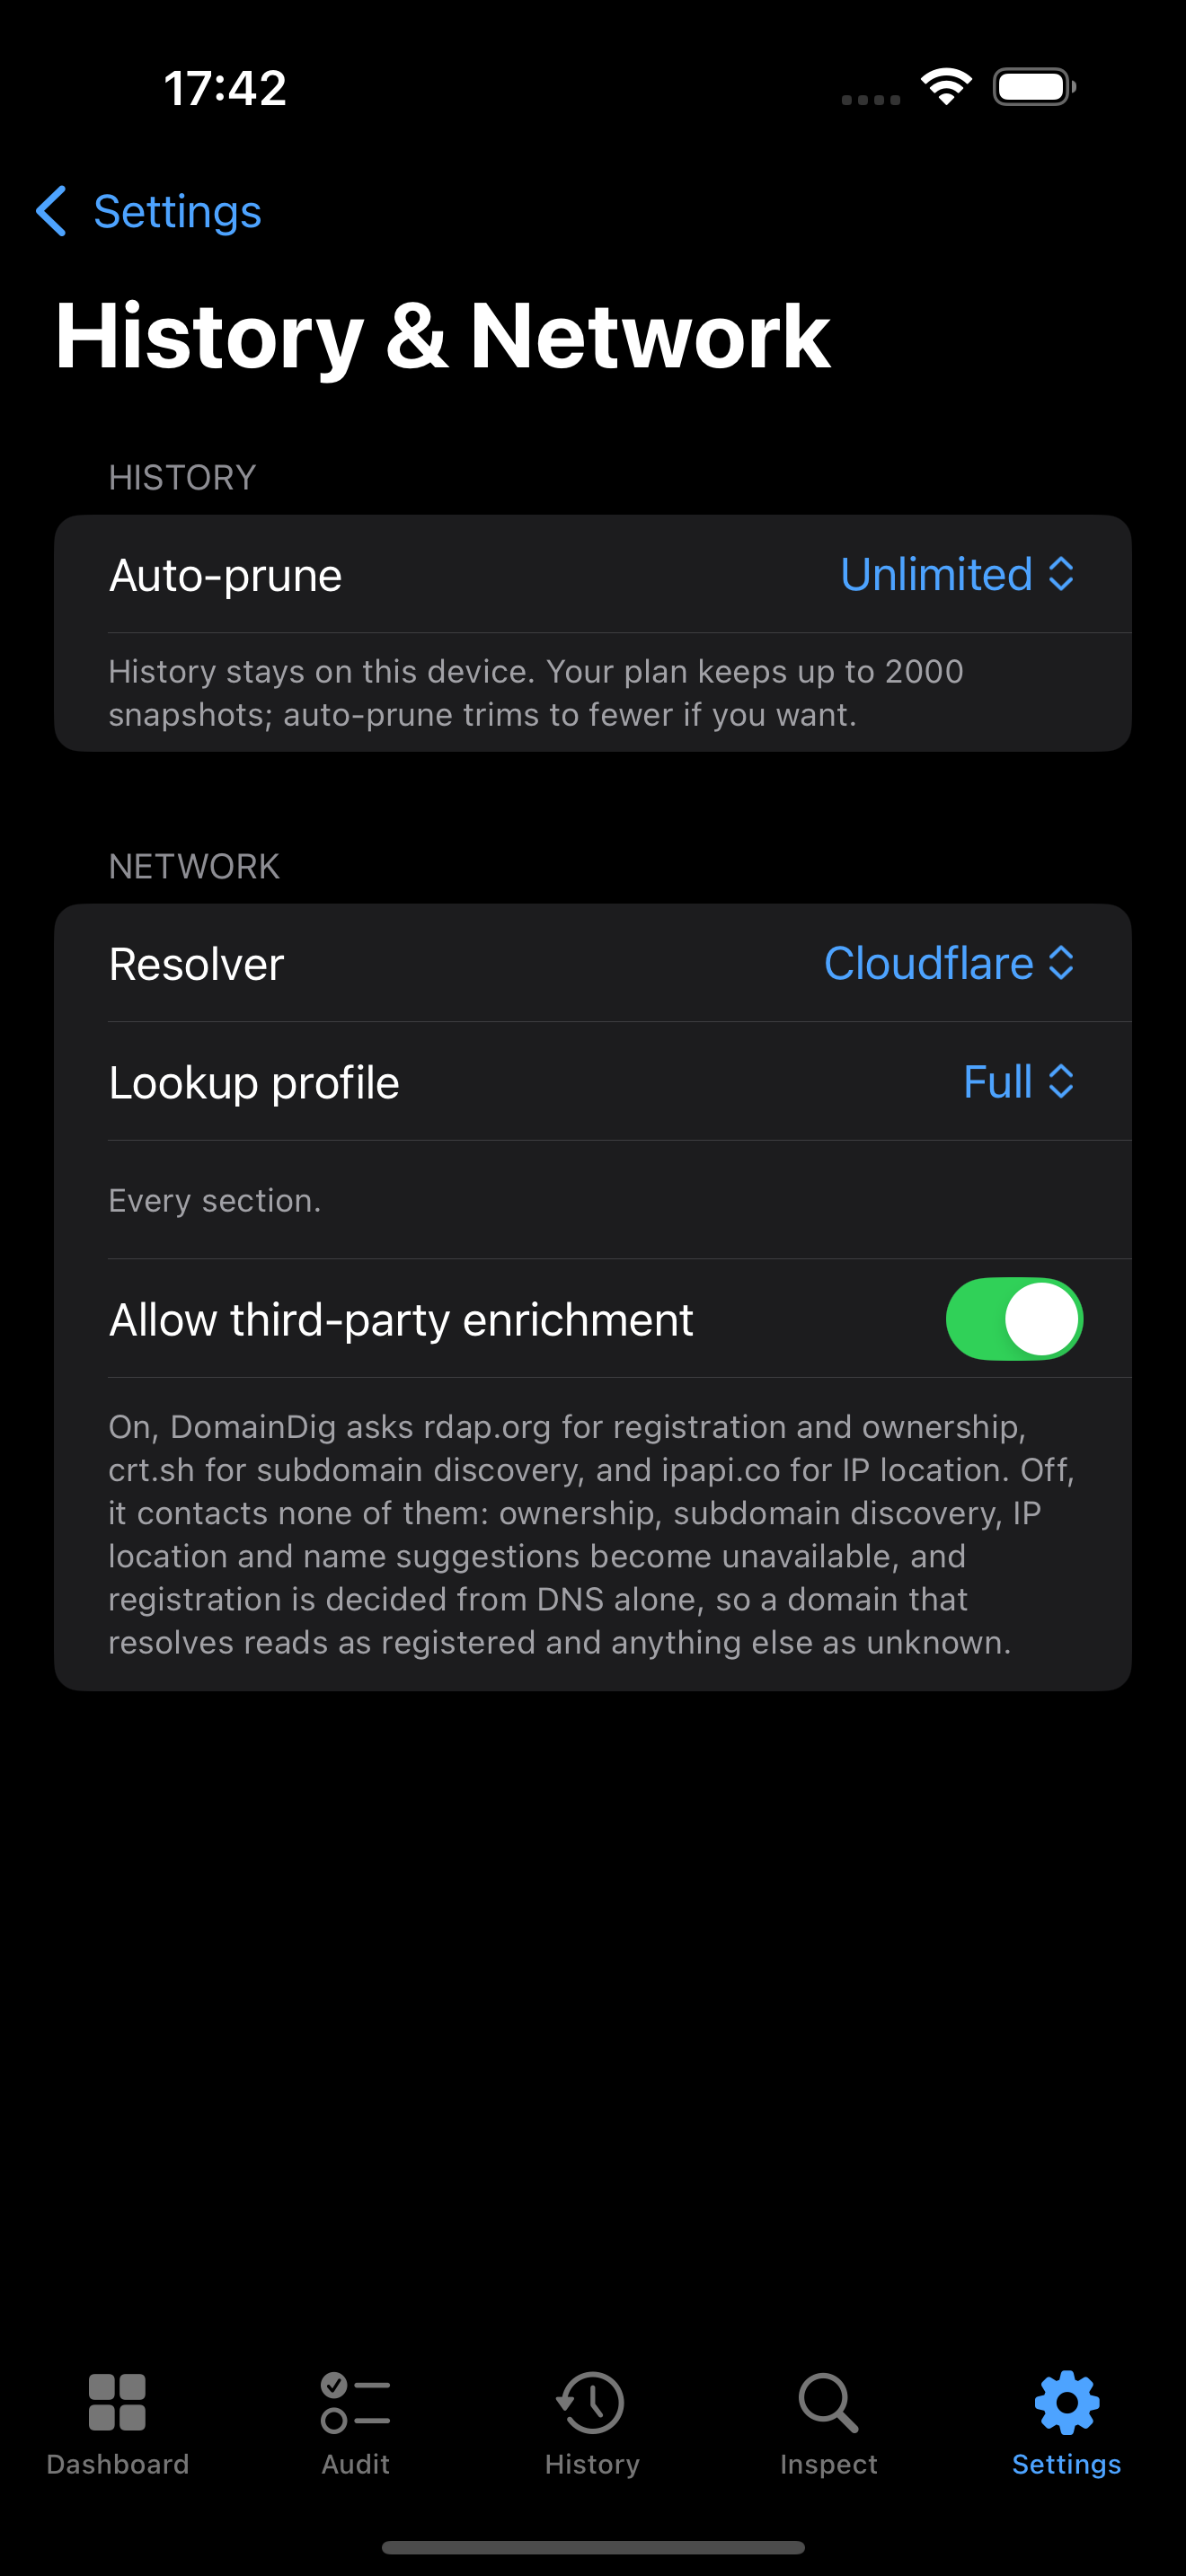 17:42
Settings
History & Network
HISTORY
Auto-prune
Unlimited
History stays on this device. Your plan keeps up to 2000
snapshots; auto-prune trims to fewer if you want.
NETWORK
Resolver
Cloudflare
Lookup profile
Full
Every section.
Allow third-party enrichment
On, DomainDig asks rdap.org for registration and ownership,
crt.sh for subdomain discovery, and ipapi.co for IP location. Off,
it contacts none of them: ownership, subdomain discovery, IP
location and name suggestions become unavailable, and
registration is decided from DNS alone, so a domain that
resolves reads as registered and anything else as unknown.
Dashboard
Audit
History
Inspect
Settings